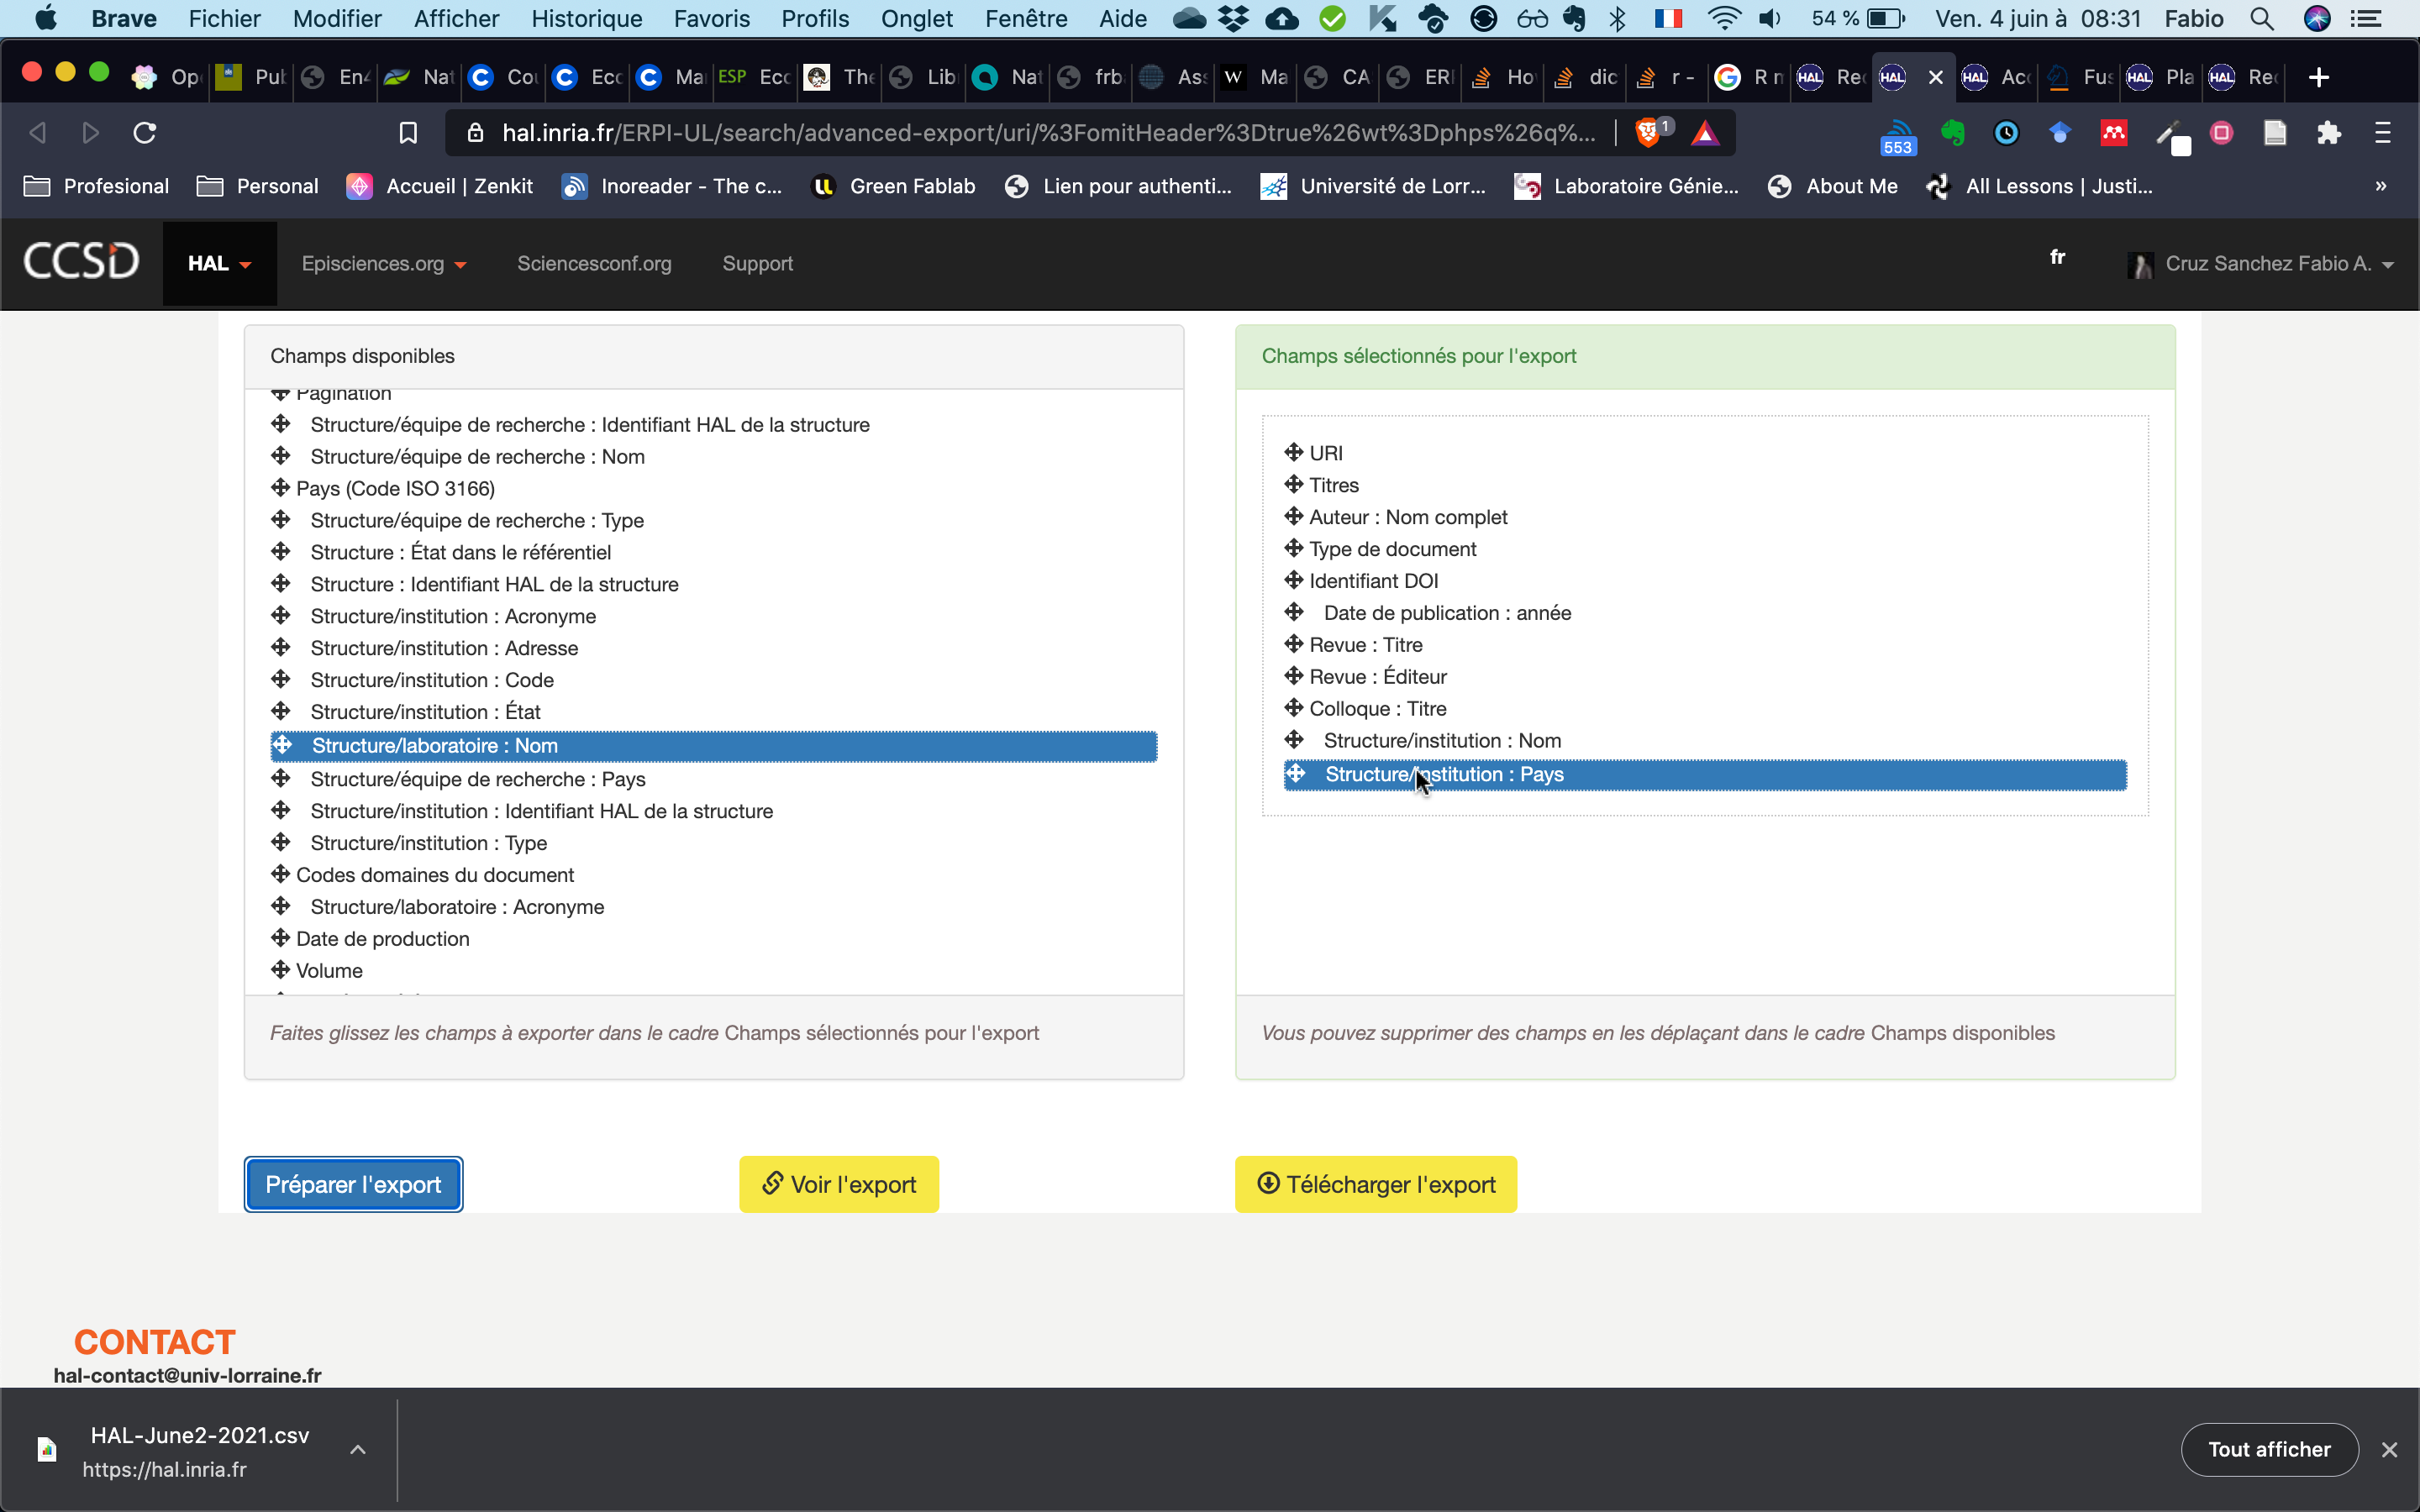 Brave Fichier Modifier Afficher Historique Favoris Profils Onglet Fenêtre Aide 54 % Ven. 4 juin à 08:31 Fabio
Op Pub En4 Nat Cou Ecc Ma ESP Ecc The Lib Nat frb Ass W Ma CA ER Ho dic r - R n HAL Re HAL HAL Acc Fus HAL Pla HAL Re
hal.inria.fr/ERPI-UL/search/advanced-export/uri/%3FomitHeader%3Dtrue%26wt%3Dphps%26q%... 1 553
Profesional Personal Accueil | Zenkit Inoreader - The c... Green Fablab Lien pour authenti... Université de Lorr... Laboratoire Génie... About Me All Lessons | Justi... »
CCSD HAL Episciences.org Sciencesconf.org Support fr Cruz Sanchez Fabio A.
Champs disponibles
Pagination
Structure/équipe de recherche : Identifiant HAL de la structure
Structure/équipe de recherche : Nom
Pays (Code ISO 3166)
Structure/équipe de recherche : Type
Structure : État dans le référentiel
Structure : Identifiant HAL de la structure
Structure/institution : Acronyme
Structure/institution : Adresse
Structure/institution : Code
Structure/institution : État
Structure/laboratoire : Nom
Structure/équipe de recherche : Pays
Structure/institution : Identifiant HAL de la structure
Structure/institution : Type
Codes domaines du document
Structure/laboratoire : Acronyme
Date de production
Volume
Faites glissez les champs à exporter dans le cadre Champs sélectionnés pour l'export
Champs sélectionnés pour l'export
URI
Titres
Auteur : Nom complet
Type de document
Identifiant DOI
Date de publication : année
Revue : Titre
Revue : Éditeur
Colloque : Titre
Structure/institution : Nom
Structure/institution : Pays
Vous pouvez supprimer des champs en les déplaçant dans le cadre Champs disponibles
Préparer l'export Voir l'export Télécharger l'export
CONTACT
hal-contact@univ-lorraine.fr
HAL-June2-2021.csv
https://hal.inria.fr
Tout afficher